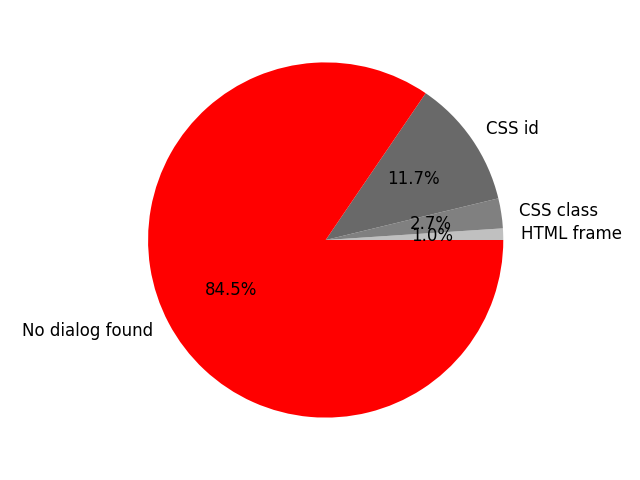 CSS id
11.7%
CSS class
2.7%
HTML frame
1.0%
84.5%
No dialog found